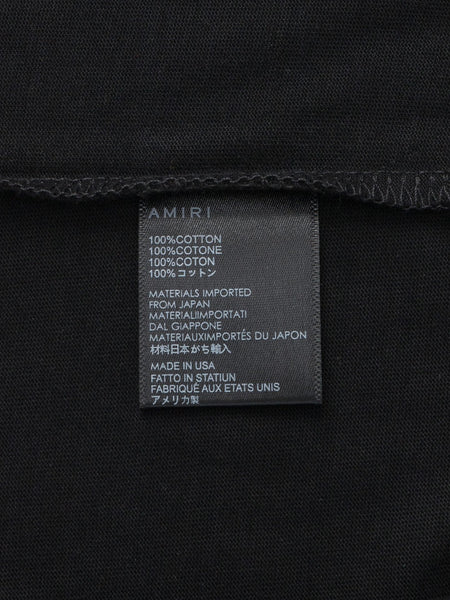 AMIRI
100%COTTON
100%COTONE
100%COTON
100%コットン
MATERIALS IMPORTED
FROM JAPAN
MATERIALIIMPORTATI
DAL GIAPPONE
MATERIAUXIMPORTÉS DU JAPON
材料日本がち輸入
MADE IN USA
FATTO IN STATIUN
FABRIQUÉ AUX ETATS UNIS
アメリカ製